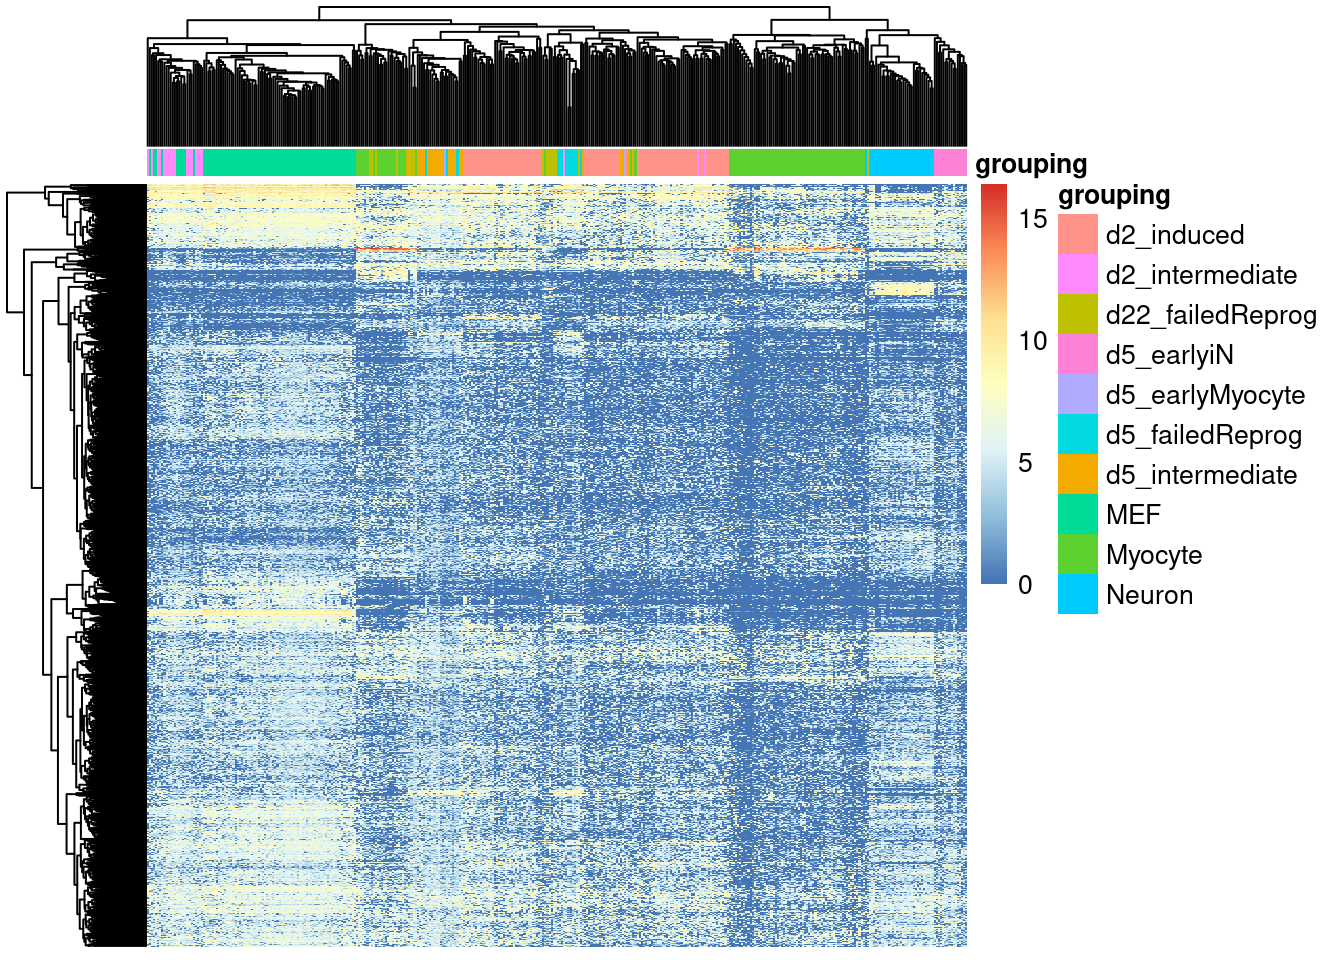 grouping
grouping
15
10
5
0
d2_induced
d2_intermediate
d22_failedReprog
d5_earlyiN
d5_earlyMyocyte
d5_failedReprog
d5_intermediate
MEF
Myocyte
Neuron